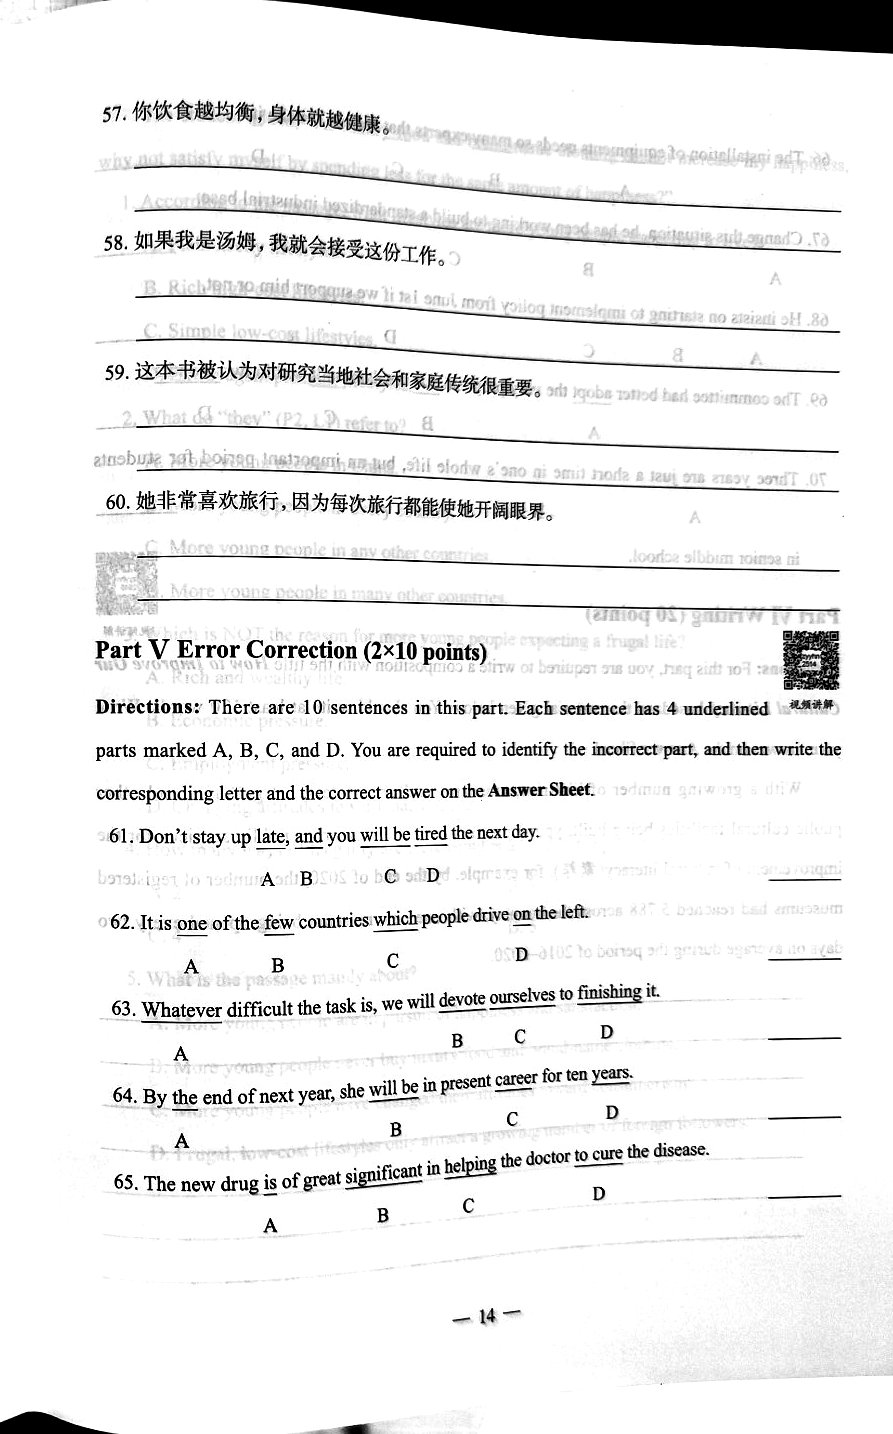 57. 你饮食越均衡，身体就越健康。
58. 如果我是汤姆，我就会接受这份工作。
59. 这本书被认为对研究当地社会和家庭传统很重要。
60. 她非常喜欢旅行，因为每次旅行都能使她开阔眼界。
Part V Error Correction (2×10 points)
视频讲解
Directions: There are 10 sentences in this part. Each sentence has 4 underlined
parts marked A, B, C, and D. You are required to identify the incorrect part, and then write the
corresponding letter and the correct answer on the Answer Sheet.
61. Don't stay up late, and you will be tired the next day.
A B C D
62. It is one of the few countries which people drive on the left.
A B C D
63. Whatever difficult the task is, we will devote ourselves to finishing it.
A B C D
64. By the end of next year, she will be in present career for ten years.
A B C D
65. The new drug is of great significant in helping the doctor to cure the disease.
A B C D
— 14 —